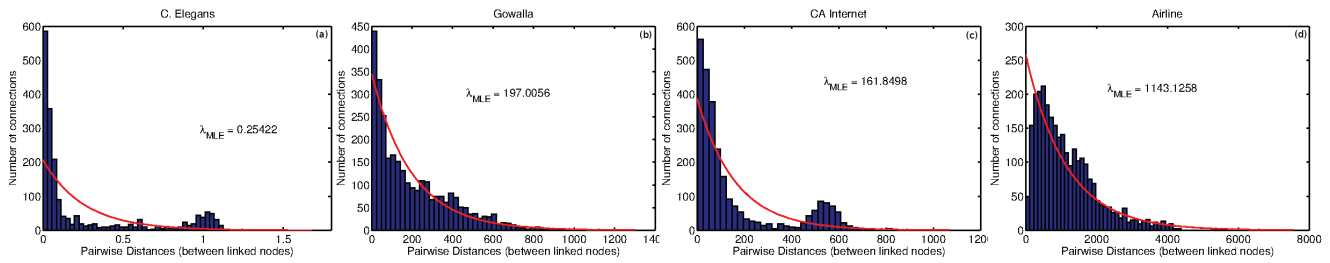 C. Elegans
(a)
Number of connections
600
500
400
300
200
100
0
λMLE = 0.25422
0 0.5 1 1.5
Pairwise Distances (between linked nodes)
Gowalla
(b)
Number of connections
450
400
350
300
250
200
150
100
50
0
λMLE = 197.0056
0 200 400 600 800 1000 1200 140
Pairwise Distances (between linked nodes)
CA Internet
(c)
Number of connections
600
500
400
300
200
100
0
λMLE = 161.8498
0 200 400 600 800 1000 120
Pairwise Distances (between linked nodes)
Airline
(d)
Number of connections
300
250
200
150
100
50
0
λMLE = 1143.1258
0 2000 4000 6000 8000
Pairwise Distances (between linked nodes)